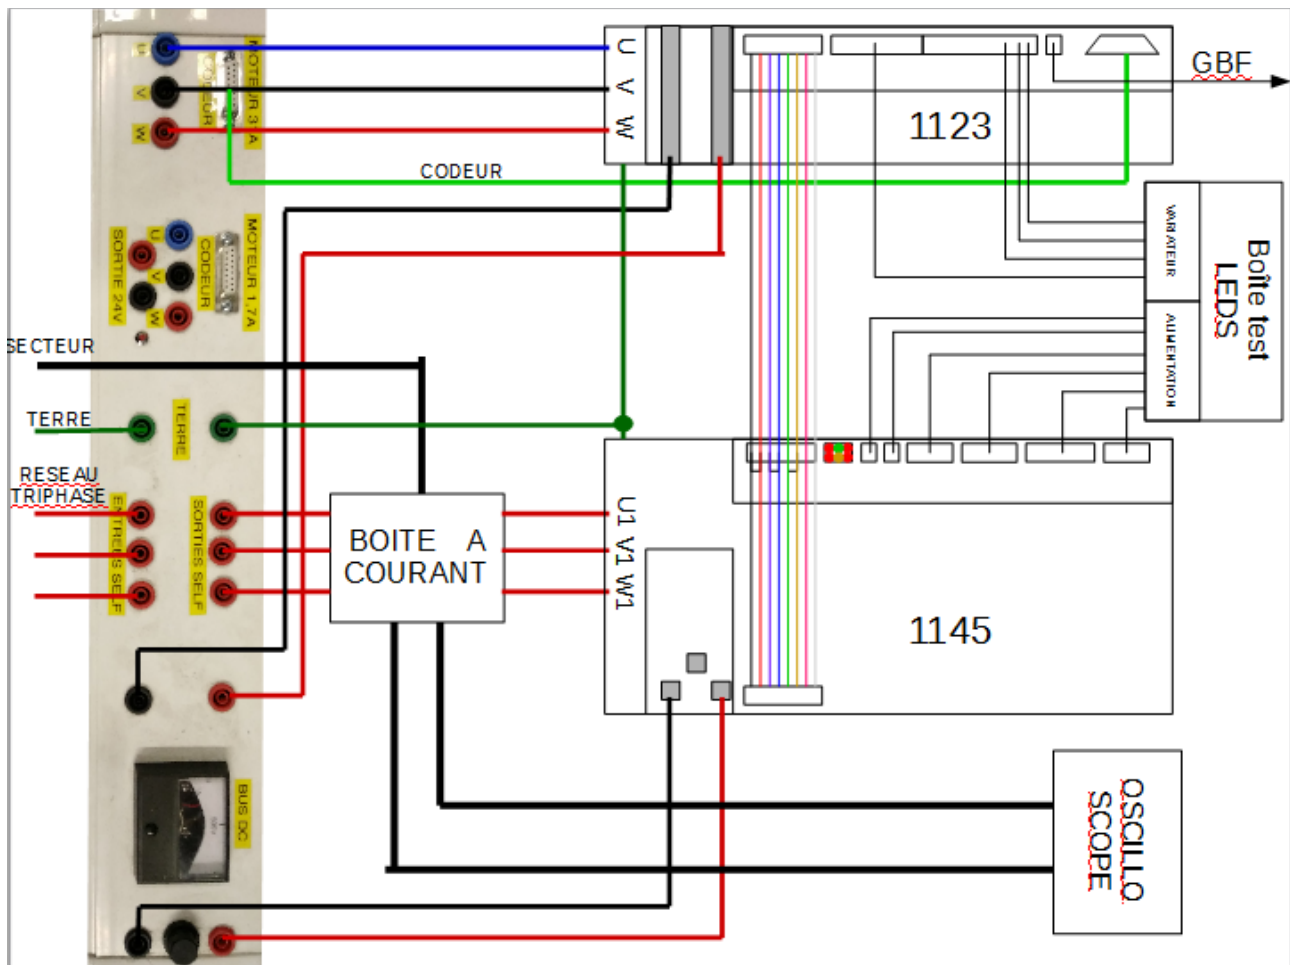 U
V
W
MOTEUR 3
A
CODEUR
U
V
W
1123
GBF
CODEUR
MOTEUR 1,7A
CODEUR
U
V
W
SORTIE 24V
VARIATEUR
AUMENTATION
Boîte test
LEDS
SECTEUR
TERRE
TERRE
RESEAU
TRIPHASE
ENTREES SELF
SORTIES SELF
BOITE A
COURANT
U1
V1
W1
1145
BUS DC
OSCILLO
SCOPE